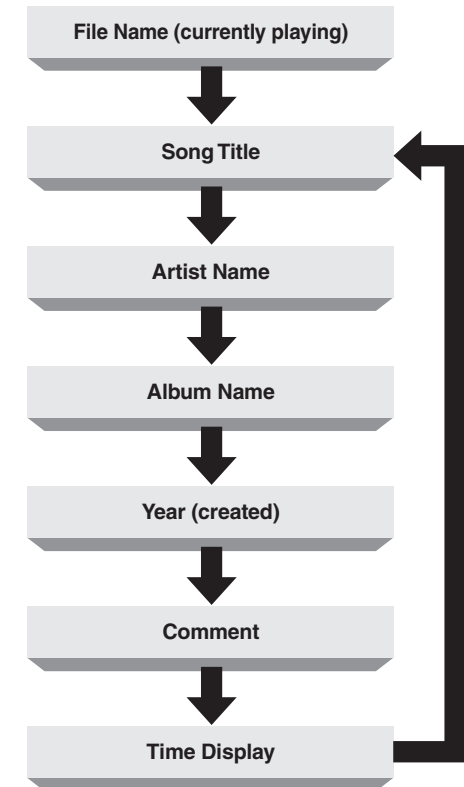 File Name (currently playing)
Song Title
Artist Name
Album Name
Year (created)
Comment
Time Display